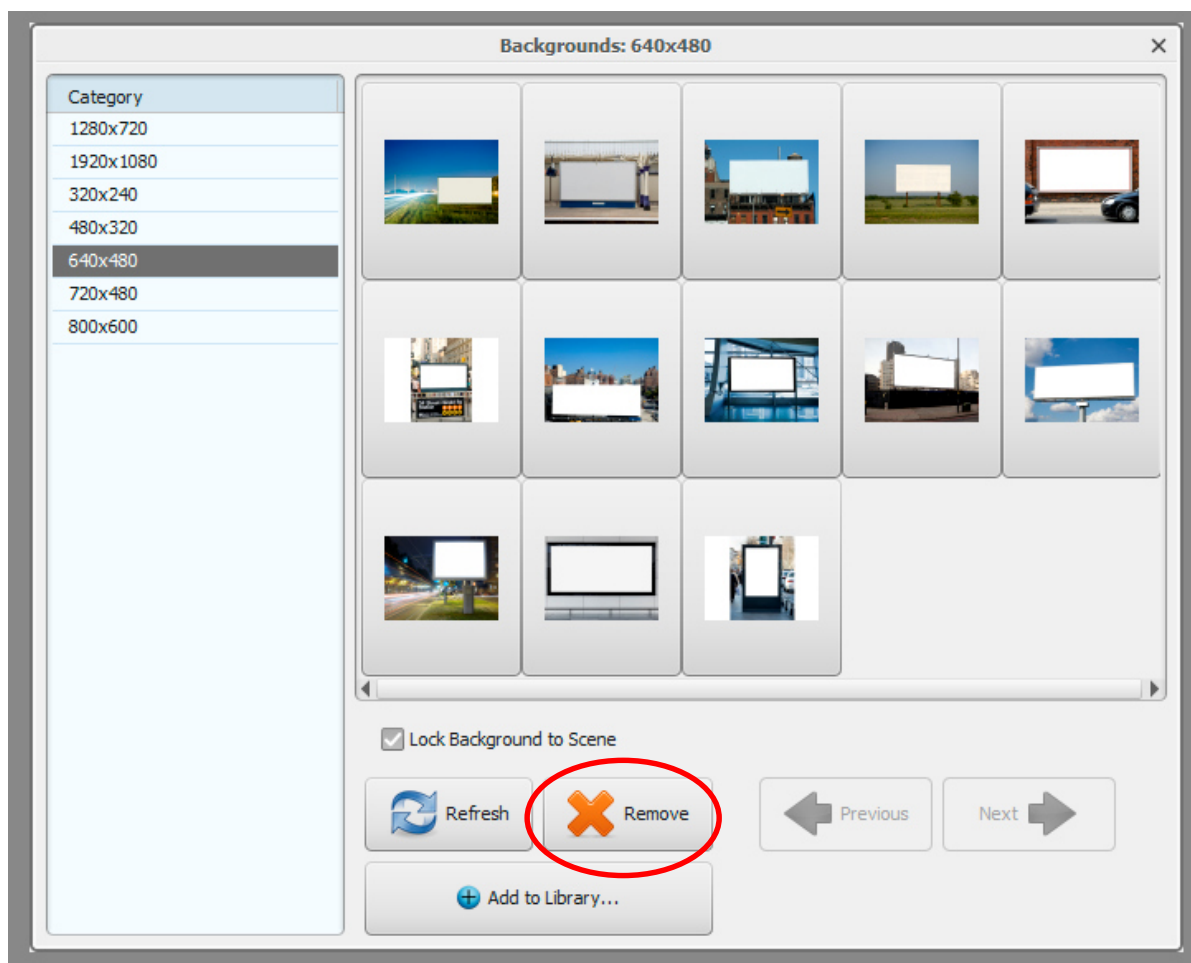 Backgrounds: 640x480
Category
1280x720
1920x1080
320x240
480x320
640x480
720x480
800x600
Lock Background to Scene
Refresh
Remove
Previous
Next
Add to Library...